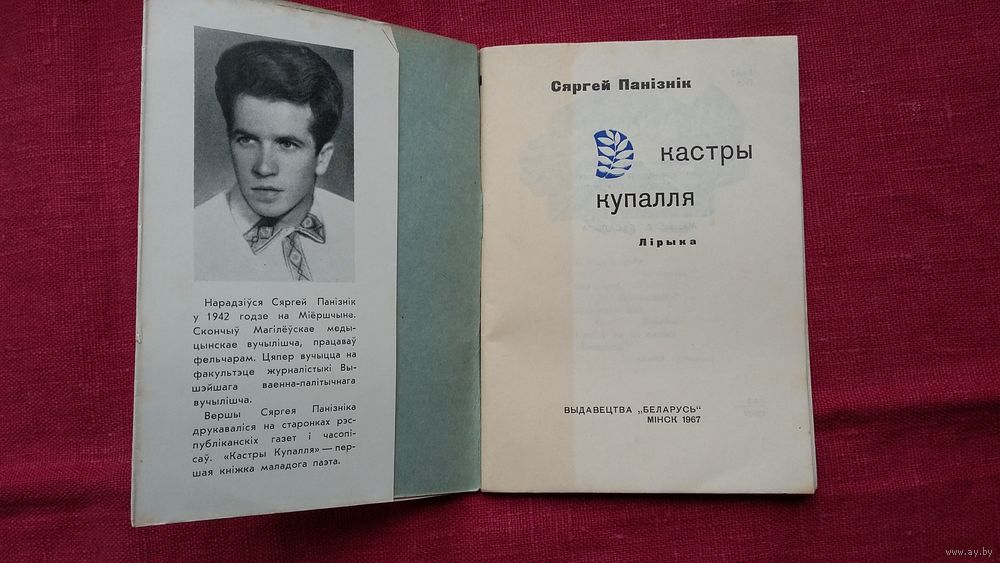 Нарадзіўся Сяргей Панізнік
у 1942 годзе на Міёршчыне.
Скончыў Магілёўскае меды-
цынскае вучылішча, працаваў
фельчарам. Цяпер вучыцца на
факультэце журналістыкі Вы-
шэйшага ваенна-палітычнага
вучылішча.
Вершы Сяргея Панізніка
друкаваліся на старонках рэс-
публіканскіх газет і часопі-
саў. «Кастры Купалля» — пер-
шая кніжка маладога паэта.
Сяргей Панізнік
кастры
купалля
Лірыка
ВЫДАВЕЦТВА „БЕЛАРУСЬ"
МІНСК 1967
www.ay.by